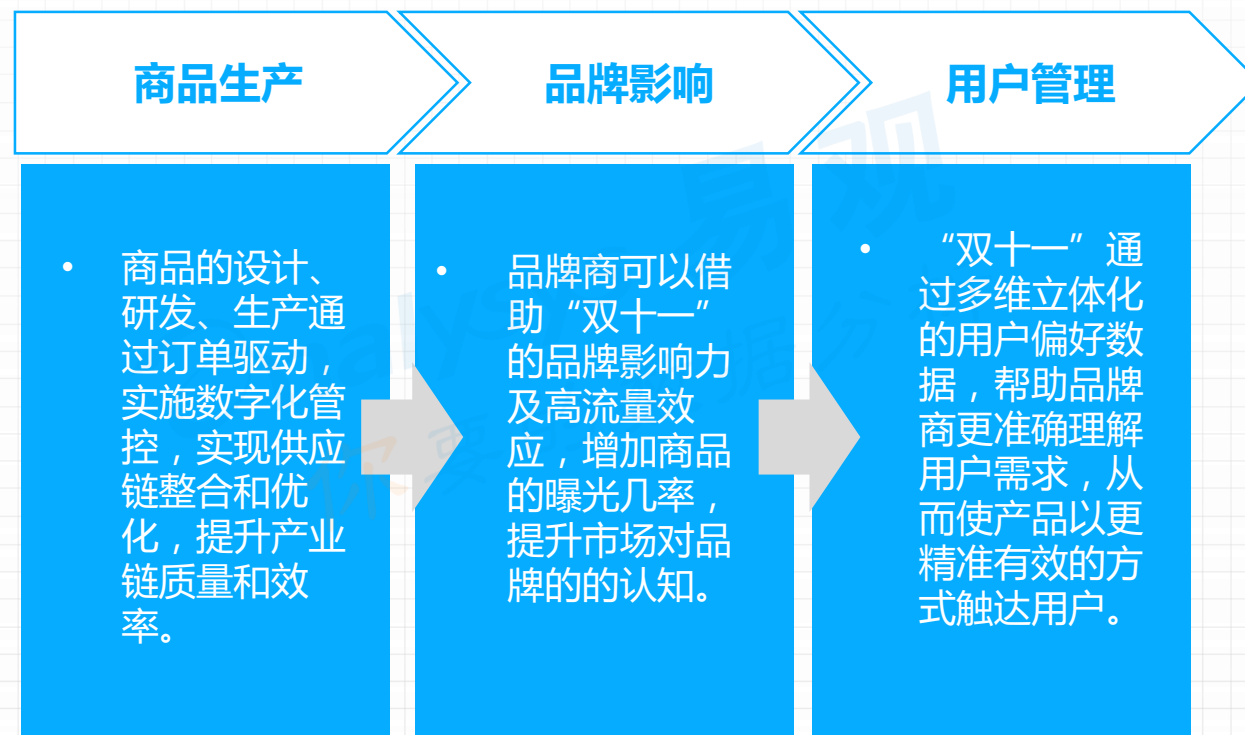 商品生产
品牌影响
用户管理
• 商品的设计、
研发、生产通
过订单驱动，
实施数字化管
控，实现供应
链整合和优
化，提升产业
链质量和效
率。
• 品牌商可以借
助“双十一”
的品牌影响力
及高流量效
应，增加商品
的曝光几率，
提升市场对品
牌的的认知。
• “双十一”通
过多维立体化
的用户偏好数
据，帮助品牌
商更准确理解
用户需求，从
而使产品以更
精准有效的方
式触达用户。
易观